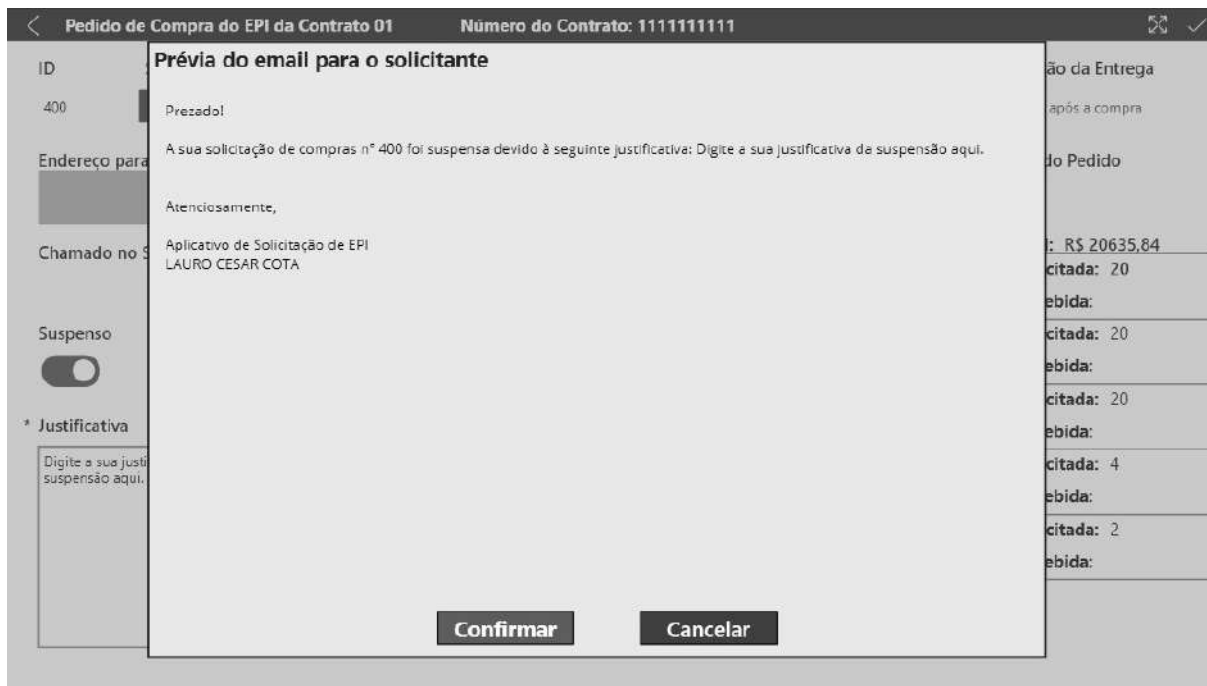 Pedido de Compra do EPI da Contrato 01 Número do Contrato: 1111111111
Prévia do email para o solicitante
ID
ão da Entrega
400
após a compra
Prezado!
A sua solicitação de compras n° 400 foi suspensa devido à seguinte justificativa: Digite a sua justificativa da suspensão aqui.
Endereço para
do Pedido
Atenciosamente,
Aplicativo de Solicitação de EPI
LAURO CESAR COTA
Chamado no S
l: R$ 20635,84
citada: 20
ebida:
Suspenso
citada: 20
ebida:
citada: 20
ebida:
* Justificativa
Digite a sua justi
suspensão aqui.
citada: 4
ebida:
citada: 2
ebida:
Confirmar Cancelar